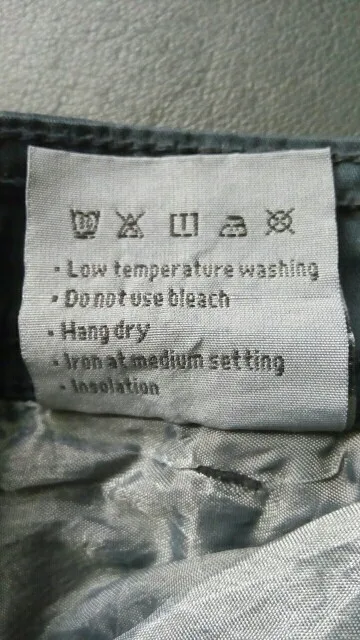 • Low temperature washing
• Do not use bleach
• Hang dry
• Iron at medium setting
• Insolation